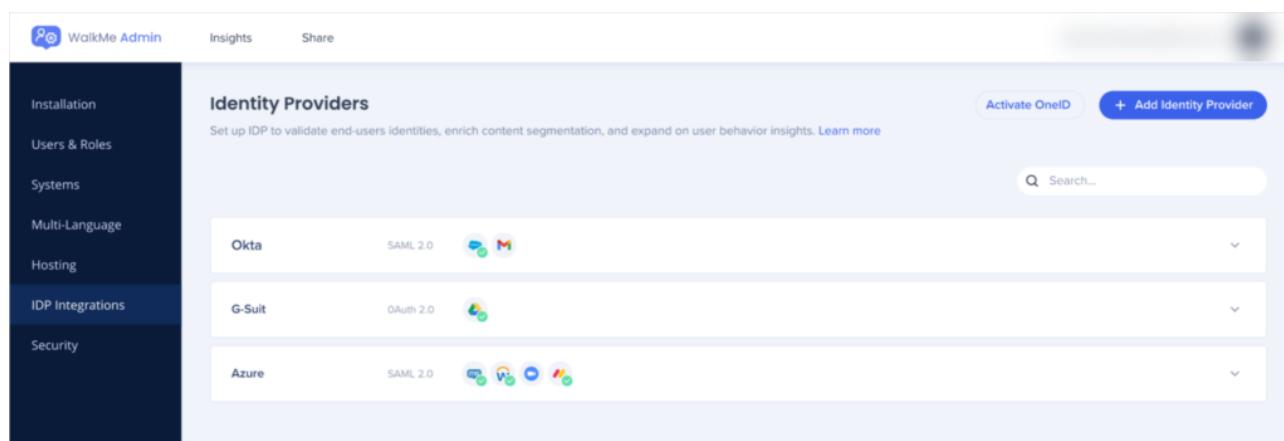 WalkMe Admin
Insights
Share
Installation
Users & Roles
Systems
Multi-Language
Hosting
IDP Integrations
Security
Identity Providers
Activate OneID
+ Add Identity Provider
Set up IDP to validate end-users identities, enrich content segmentation, and expand on user behavior insights. Learn more
Search...
Okta SAML 2.0
G-Suit OAuth 2.0
Azure SAML 2.0